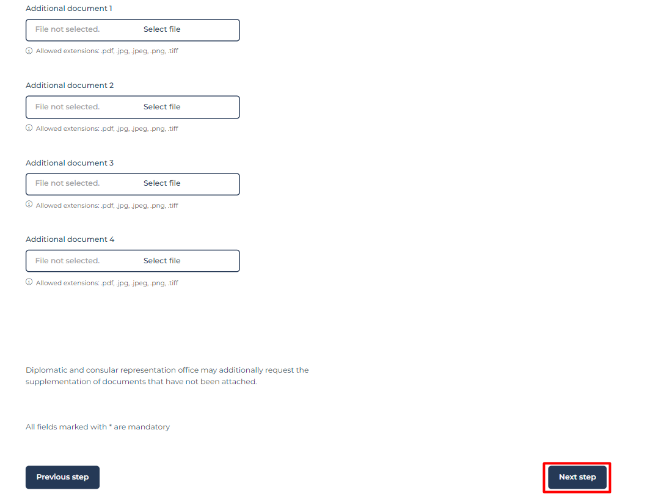 Additional document 1
File not selected. Select file
Allowed extensions: .pdf, .jpg, .jpeg, .png, .tiff
Additional document 2
File not selected. Select file
Allowed extensions: .pdf, .jpg, .jpeg, .png, .tiff
Additional document 3
File not selected. Select file
Allowed extensions: .pdf, .jpg, .jpeg, .png, .tiff
Additional document 4
File not selected. Select file
Allowed extensions: .pdf, .jpg, .jpeg, .png, .tiff
Diplomatic and consular representation office may additionally request the
supplementation of documents that have not been attached.
All fields marked with * are mandatory
Previous step Next step